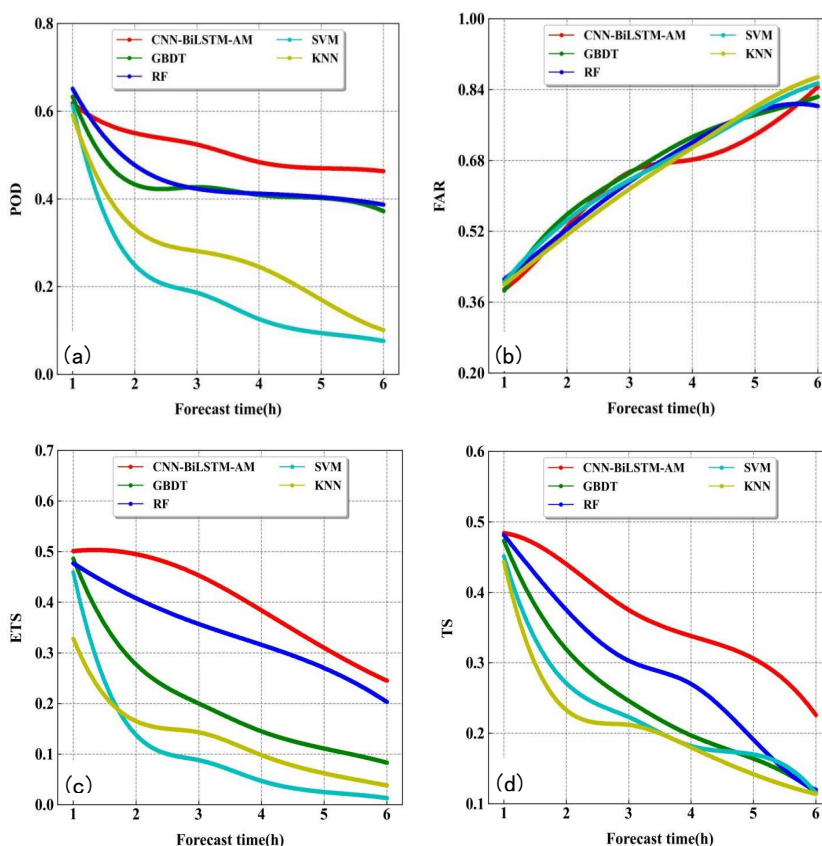 0.8
0.6
0.4
0.2
0.0
POD
CNN-BiLSTM-AM
GBDT
RF
SVM
KNN
(a)
1 2 3 4 5 6
Forecast time(h)
1.00
0.84
0.68
0.52
0.36
0.20
FAR
CNN-BiLSTM-AM
GBDT
RF
SVM
KNN
(b)
1 2 3 4 5 6
Forecast time(h)
0.7
0.6
0.5
0.4
0.3
0.2
0.1
0.0
ETS
CNN-BiLSTM-AM
GBDT
RF
SVM
KNN
(c)
1 2 3 4 5 6
Forecast time(h)
0.6
0.5
0.4
0.3
0.2
0.1
TS
CNN-BiLSTM-AM
GBDT
RF
SVM
KNN
(d)
1 2 3 4 5 6
Forecast time(h)